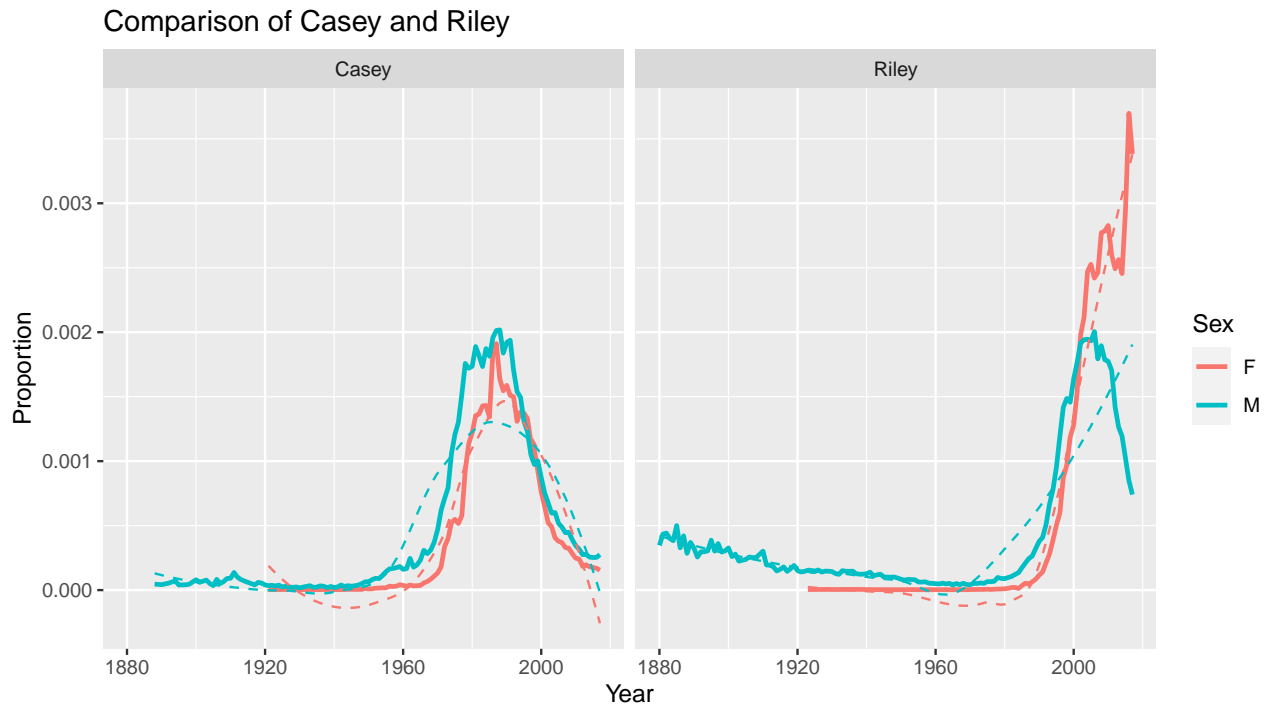 Comparison of Casey and Riley
Casey
Riley
Proportion
0.003
0.002
0.001
0.000
1880 1920 1960 2000
1880 1920 1960 2000
Year
Sex
F
M